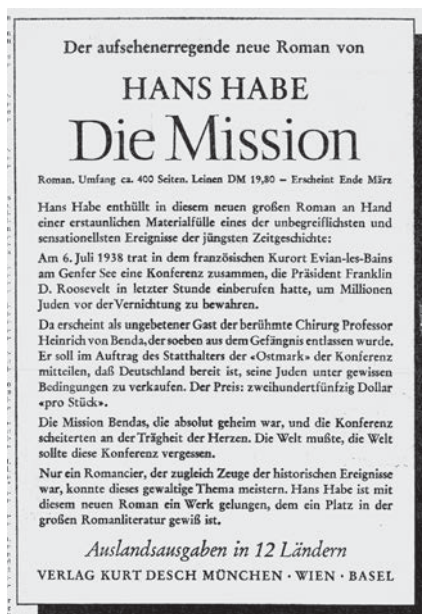 Der aufsehenerregende neue Roman von
HANS HABE
Die Mission
Roman. Umfang ca. 400 Seiten. Leinen DM 19,80 – Erscheint Ende März
Hans Habe enthüllt in diesem neuen großen Roman an Hand
einer erstaunlichen Materialfülle eines der unbegreiflichsten und
sensationellsten Ereignisse der jüngsten Zeitgeschichte:
Am 6. Juli 1938 trat in dem französischen Kurort Evian-les-Bains
am Genfer See eine Konferenz zusammen, die Präsident Franklin
D. Roosevelt in letzter Stunde einberufen hatte, um Millionen
Juden vor der Vernichtung zu bewahren.
Da erscheint als ungebetener Gast der berühmte Chirurg Professor
Heinrich von Benda, der soeben aus dem Gefängnis entlassen wurde.
Er soll im Auftrag des Statthalters der «Ostmark» der Konferenz
mitteilen, daß Deutschland bereit ist, seine Juden unter gewissen
Bedingungen zu verkaufen. Der Preis: zweihundertfünfzig Dollar
«pro Stück».
Die Mission Bendas, die absolut geheim war, und die Konferenz
scheiterten an der Trägheit der Herzen. Die Welt mußte, die Welt
sollte diese Konferenz vergessen.
Nur ein Romancier, der zugleich Zeuge der historischen Ereignisse
war, konnte dieses gewaltige Thema meistern. Hans Habe ist mit
diesem neuen Roman ein Werk gelungen, dem ein Platz in der
großen Romanliteratur gewiß ist.
Auslandsausgaben in 12 Ländern
VERLAG KURT DESCH MÜNCHEN · WIEN · BASEL